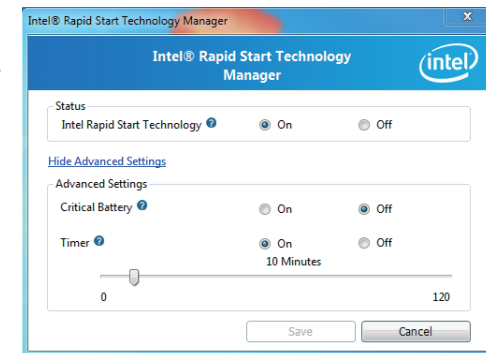 Intel® Rapid Start Technology Manager
x
Intel® Rapid Start Technology
Manager
intel
Status
Intel Rapid Start Technology ? On Off
Hide Advanced Settings
Advanced Settings
Critical Battery ? On Off
Timer ? On Off
10 Minutes
0 120
Save Cancel